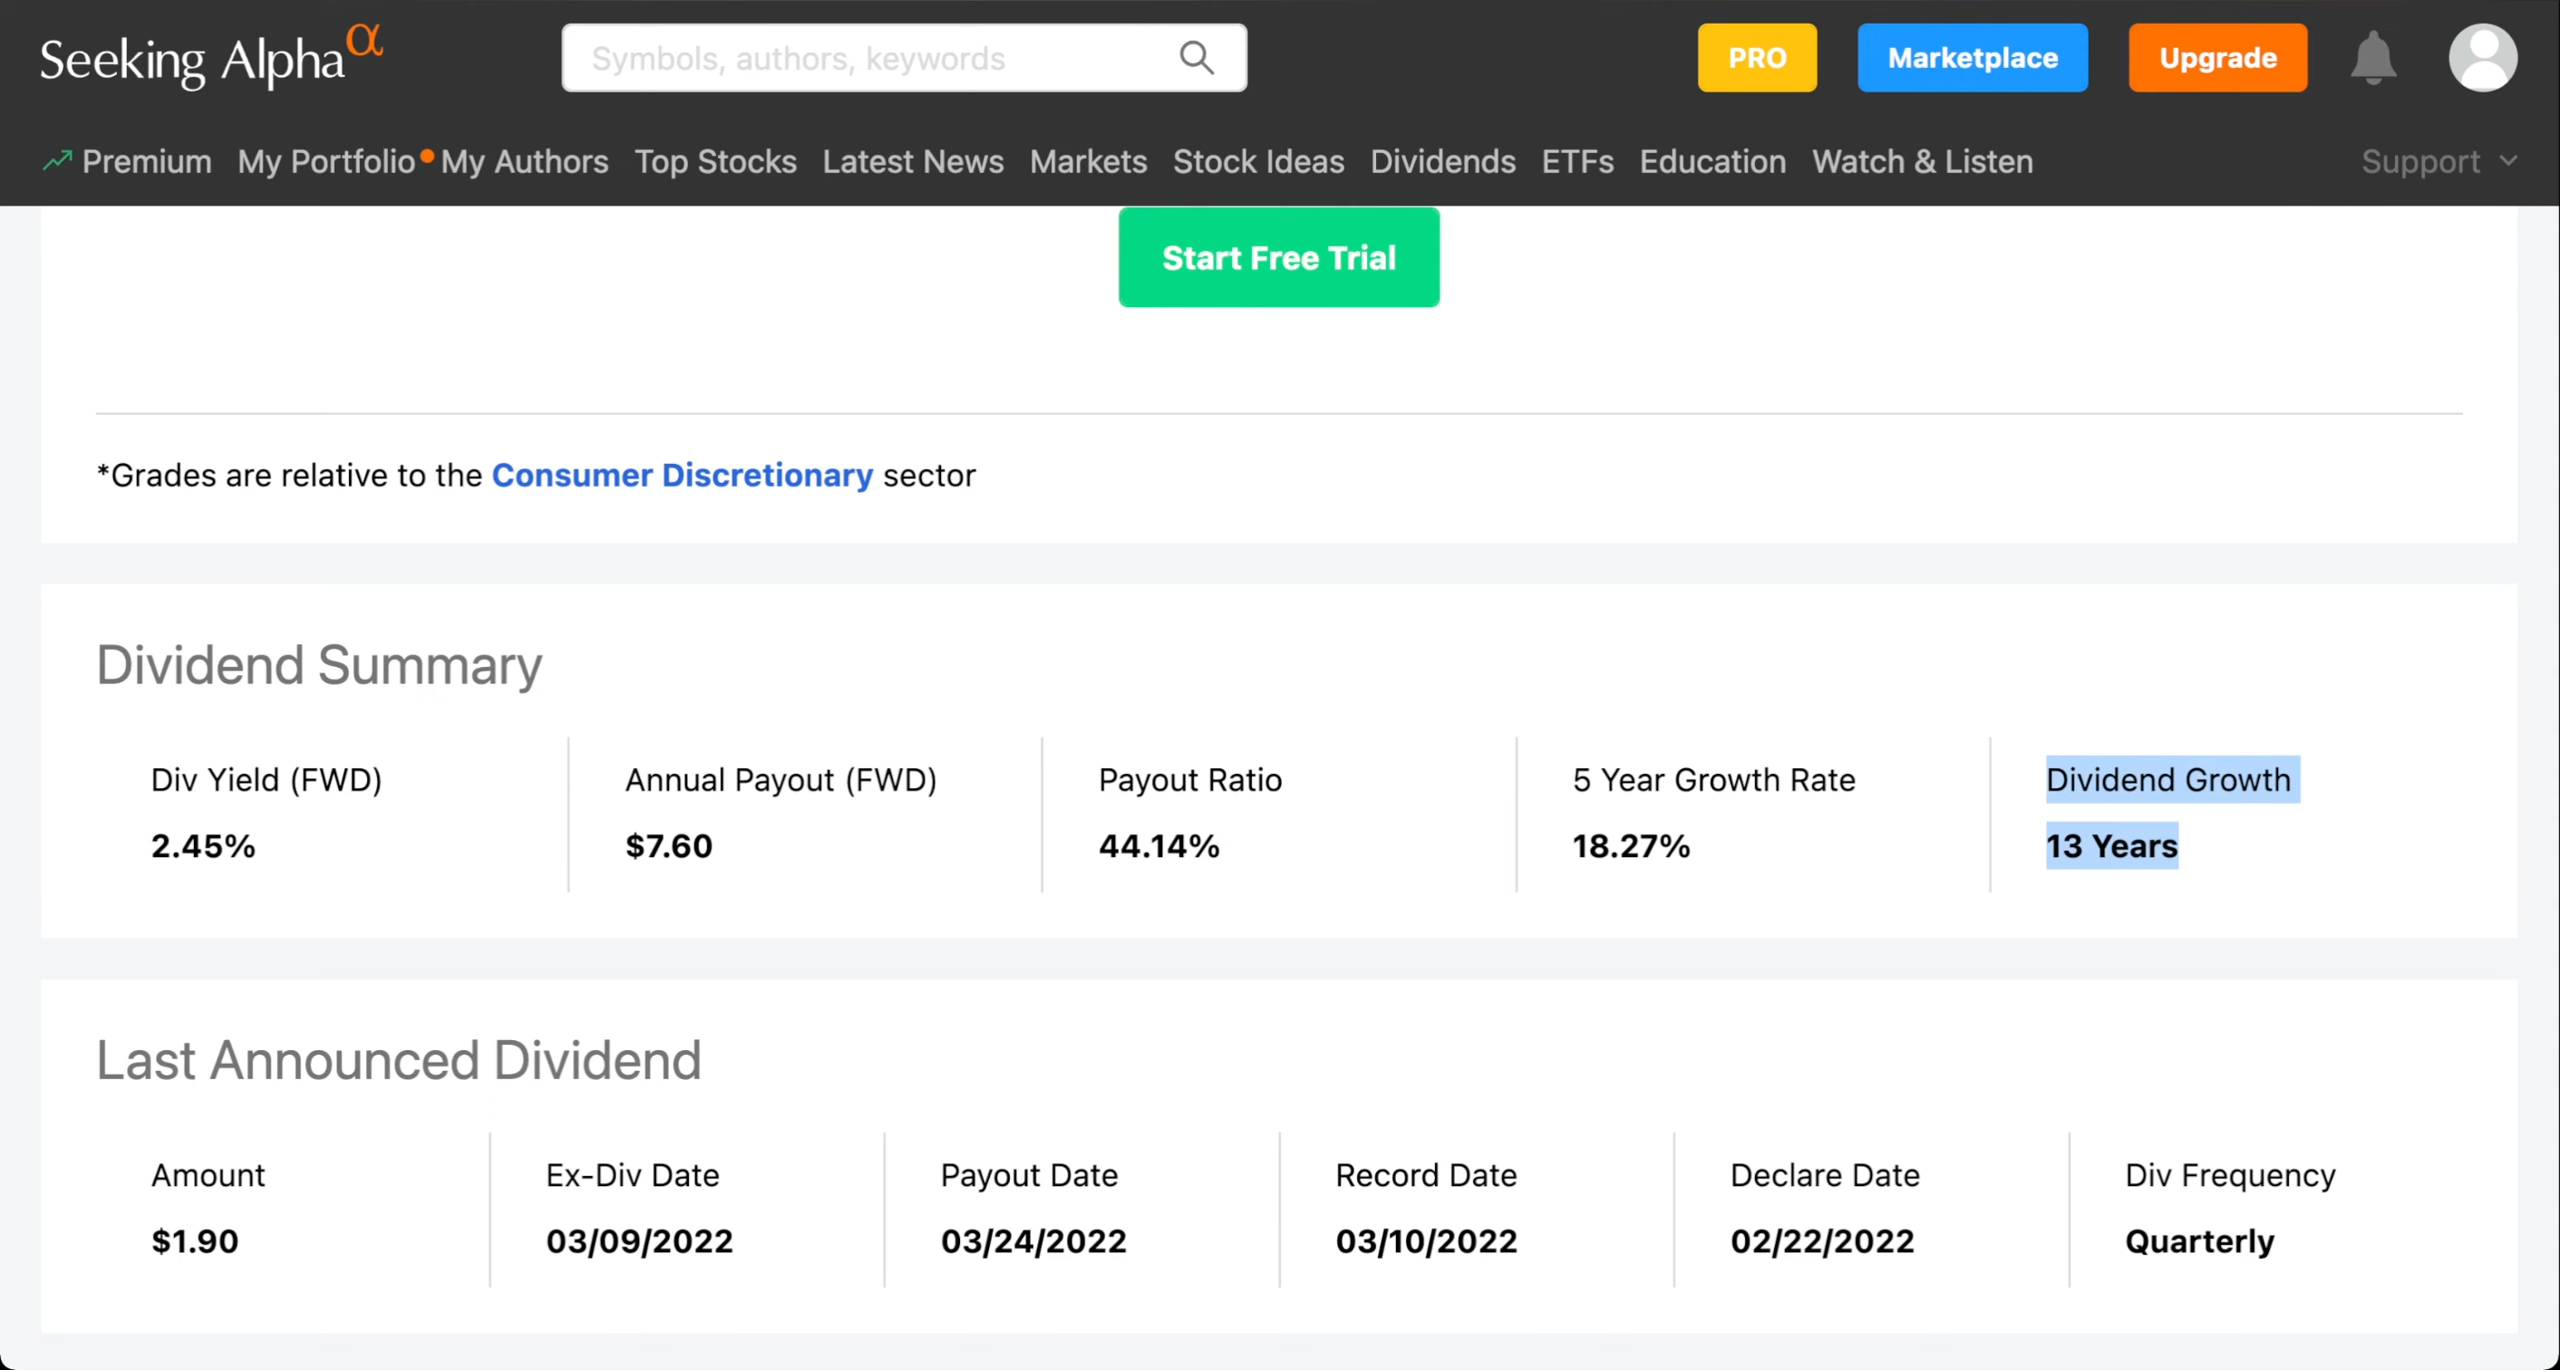 Seeking Alphaα
Symbols, authors, keywords
PRO
Marketplace
Upgrade
Premium My Portfolio My Authors Top Stocks Latest News Markets Stock Ideas Dividends ETFs Education Watch & Listen Support
Start Free Trial
*Grades are relative to the Consumer Discretionary sector
Dividend Summary
Div Yield (FWD) Annual Payout (FWD) Payout Ratio 5 Year Growth Rate Dividend Growth
2.45% $7.60 44.14% 18.27% 13 Years
Last Announced Dividend
Amount Ex-Div Date Payout Date Record Date Declare Date Div Frequency
$1.90 03/09/2022 03/24/2022 03/10/2022 02/22/2022 Quarterly